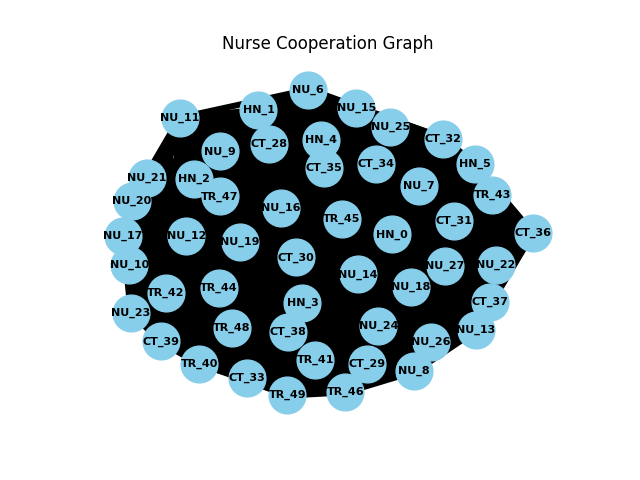 Nurse Cooperation Graph
NU_6
HN_1
NU_15
NU_11
NU_25
CT_32
HN_4
CT_28
NU_9
HN_5
CT_34
CT_35
NU_21
HN_2
NU_7
TR_43
TR_47
NU_20
NU_16
TR_45
CT_31
CT_36
HN_0
NU_17
NU_12
NU_19
CT_30
NU_10
NU_27
NU_22
NU_14
NU_18
TR_44
TR_42
CT_37
HN_3
NU_23
NU_24
TR_48
CT_38
NU_13
CT_39
NU_26
TR_41
TR_40
CT_29
NU_8
CT_33
TR_46
TR_49